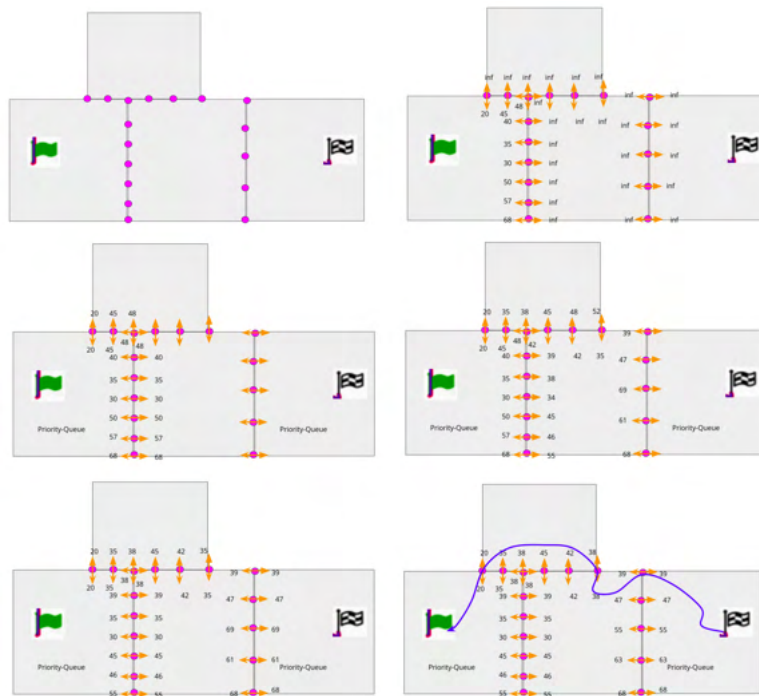 inf inf inf inf inf inf
inf inf
20 45 48 inf inf inf inf
40 inf inf inf
35 inf inf inf
30 inf
50 inf inf inf
57 inf
68 inf inf inf
20 45 48
20 45 48 48
40 40
35 35
30 30
50 50
Priority-Queue Priority-Queue
57 57
68 68
20 35 38 45 48 52
39
20 45 48 42
40 39 42 35 47
35 38
30 34 69
50 45
61
Priority-Queue Priority-Queue
57 46
68 55 68
20 35 38 45 42 35
39 39
20 35 38 38
39 39 42 35 47 47
35 35
30 30 69 69
45 45
Priority-Queue 61 61 Priority-Queue
46 46
55 55 68 68
20 35 38 45 42 38
39 39
20 35 38 38
39 39 42 38 47 47
35 35
30 30 55 55
45 45
Priority-Queue 63 63 Priority-Queue
46 46
55 55 68 68